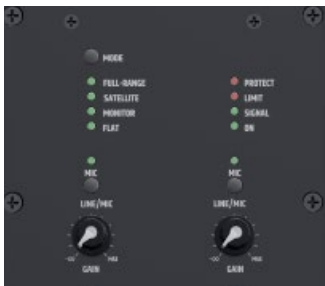 MODE
FULL-RANGE
SATELLITE
MONITOR
FLAT
PROTECT
LIMIT
SIGNAL
ON
MIC
MIC
LINE/MIC
LINE/MIC
-∞ MAX
GAIN
-∞ MAX
GAIN